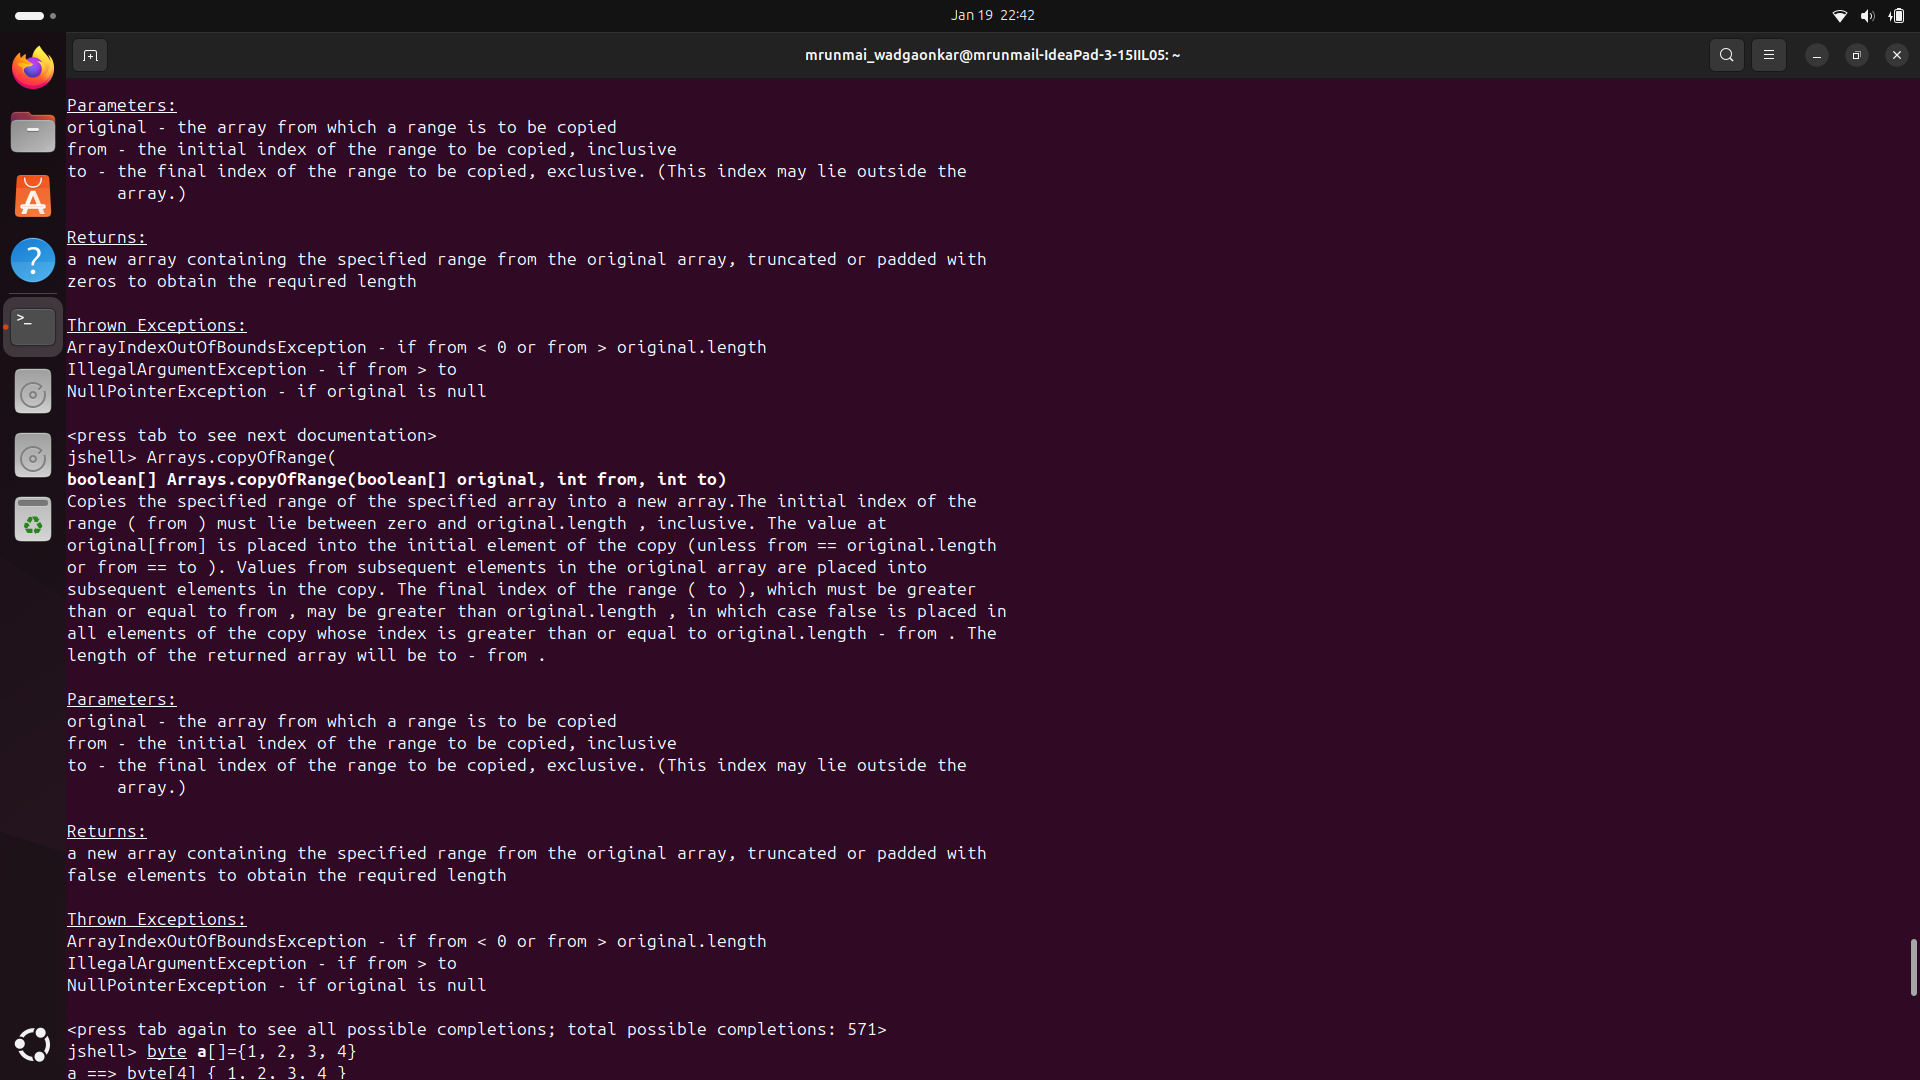 Jan 19 22:42
mrunmai_wadgaonkar@mrunmail-IdeaPad-3-15IIL05: ~
Parameters:
original - the array from which a range is to be copied
from - the initial index of the range to be copied, inclusive
to - the final index of the range to be copied, exclusive. (This index may lie outside the
array.)
Returns:
a new array containing the specified range from the original array, truncated or padded with
zeros to obtain the required length
Thrown Exceptions:
ArrayIndexOutOfBoundsException - if from < 0 or from > original.length
IllegalArgumentException - if from > to
NullPointerException - if original is null
<press tab to see next documentation>
jshell> Arrays.copyOfRange(
boolean[] Arrays.copyOfRange(boolean[] original, int from, int to)
Copies the specified range of the specified array into a new array.The initial index of the
range ( from ) must lie between zero and original.length , inclusive. The value at
original[from] is placed into the initial element of the copy (unless from == original.length
or from == to ). Values from subsequent elements in the original array are placed into
subsequent elements in the copy. The final index of the range ( to ), which must be greater
than or equal to from , may be greater than original.length , in which case false is placed in
all elements of the copy whose index is greater than or equal to original.length - from . The
length of the returned array will be to - from .
Parameters:
original - the array from which a range is to be copied
from - the initial index of the range to be copied, inclusive
to - the final index of the range to be copied, exclusive. (This index may lie outside the
array.)
Returns:
a new array containing the specified range from the original array, truncated or padded with
false elements to obtain the required length
Thrown Exceptions:
ArrayIndexOutOfBoundsException - if from < 0 or from > original.length
IllegalArgumentException - if from > to
NullPointerException - if original is null
<press tab again to see all possible completions; total possible completions: 571>
jshell> byte a[]={1, 2, 3, 4}
a ==> byte[4] { 1, 2, 3, 4 }